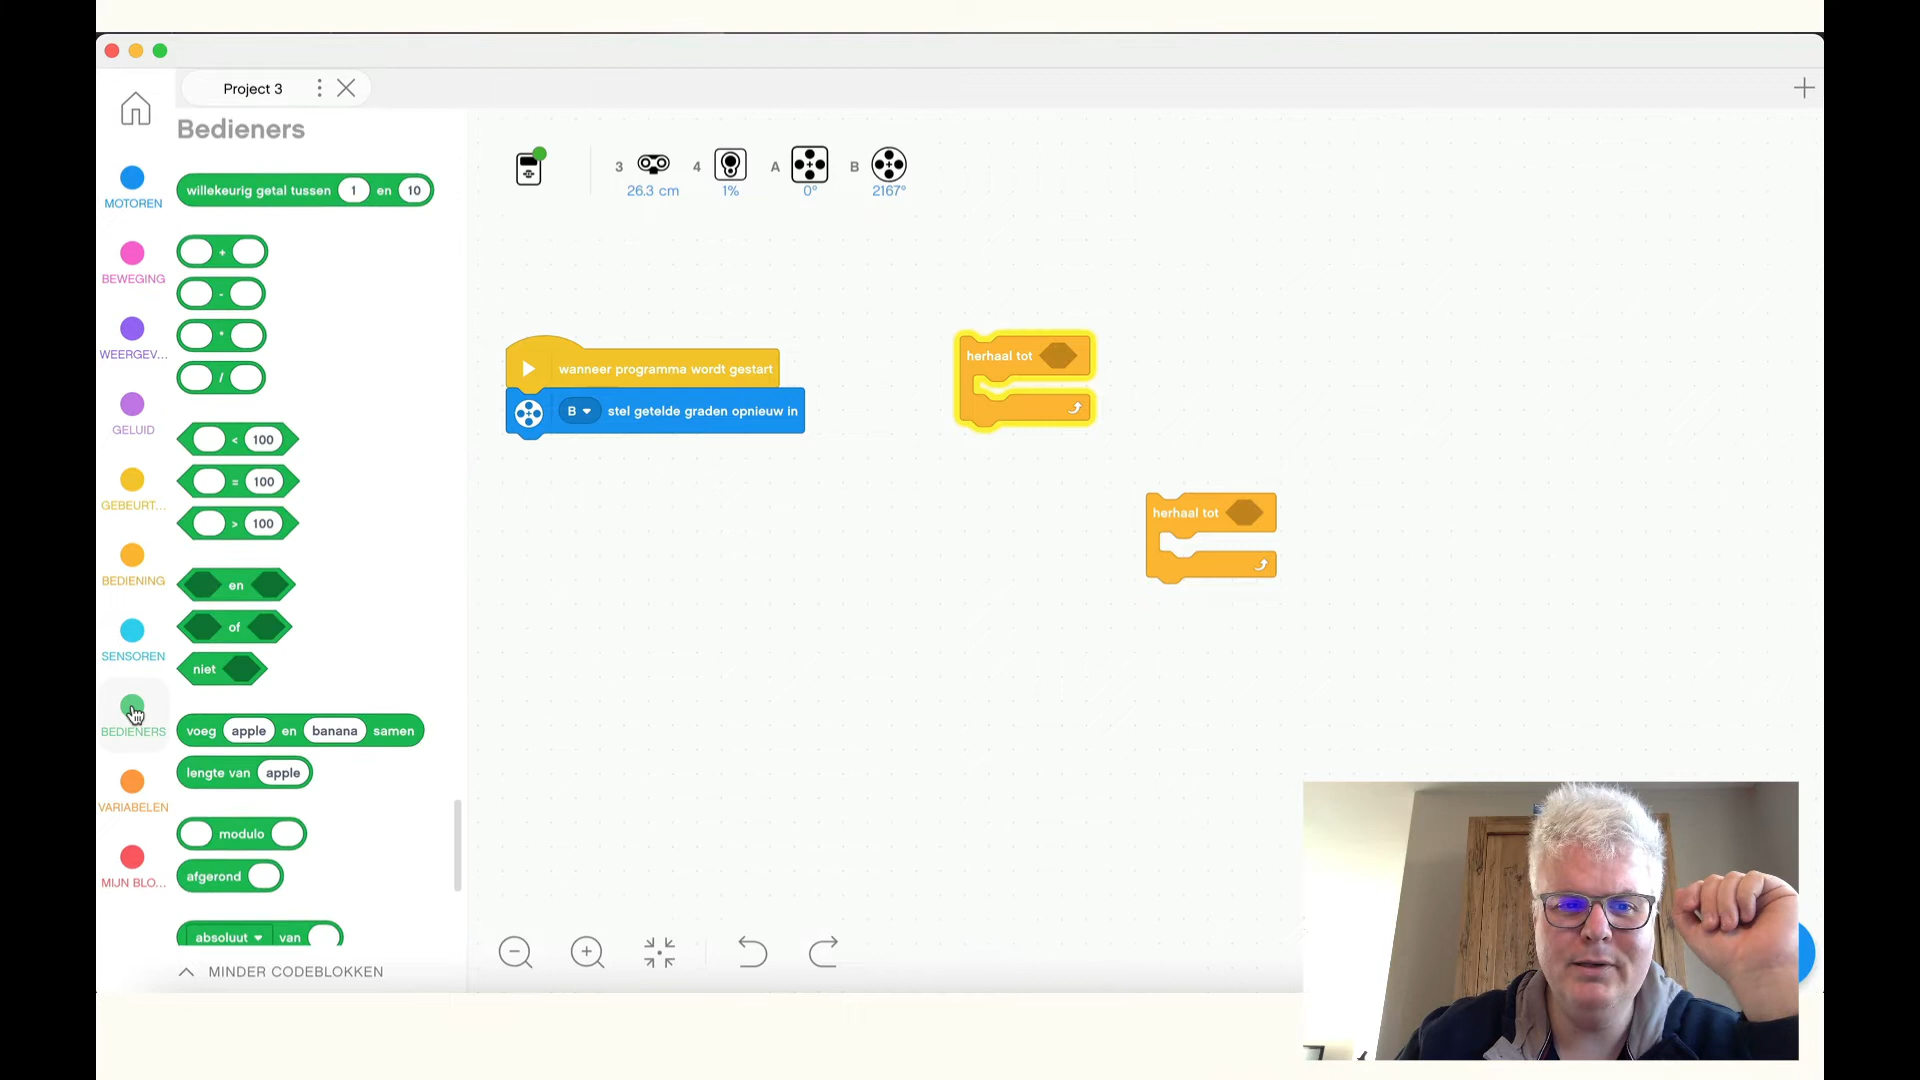 Project 3
Bedieners
MOTOREN
BEWEGING
WEERGEV...
GELUID
GEBEURT...
BEDIENING
SENSOREN
BEDIENERS
VARIABELEN
MIJN BLO...
willekeurig getal tussen 1 en 10
+
-
*
/
< 100
= 100
> 100
en
of
niet
voeg apple en banana samen
lengte van apple
modulo
afgerond
absoluut van
MINDER CODEBLOKKEN
3 26.3 cm
4 1%
A 0°
B 2167°
wanneer programma wordt gestart
B stel getelde graden opnieuw in
herhaal tot
herhaal tot